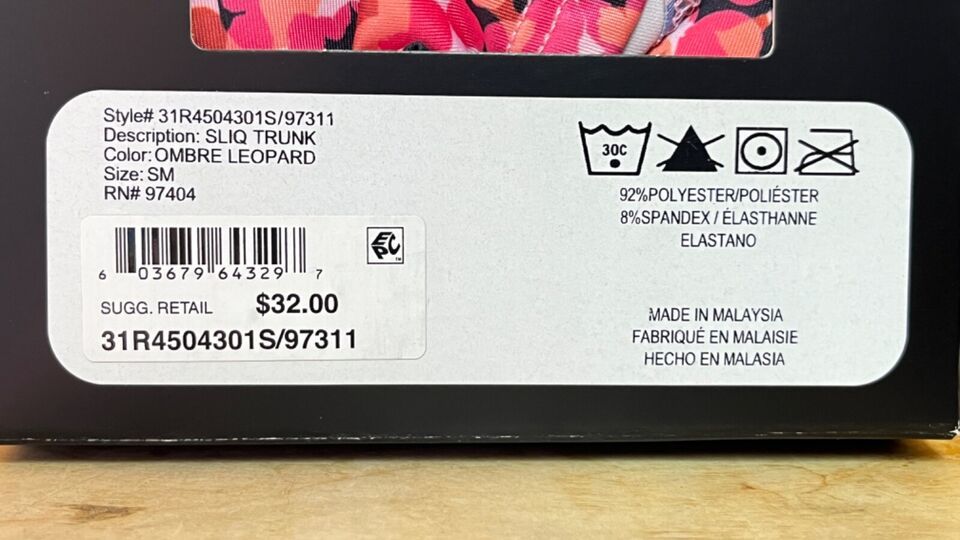 Style# 31R4504301S/97311
Description: SLIQ TRUNK
Color: OMBRE LEOPARD
Size: SM
RN# 97404
6 03679 64329 7
EPC
TM
SUGG. RETAIL $32.00
31R4504301S/97311
30C
92%POLYESTER/POLIÉSTER
8%SPANDEX / ÉLASTHANNE
ELASTANO
MADE IN MALAYSIA
FABRIQUÉ EN MALAISIE
HECHO EN MALASIA